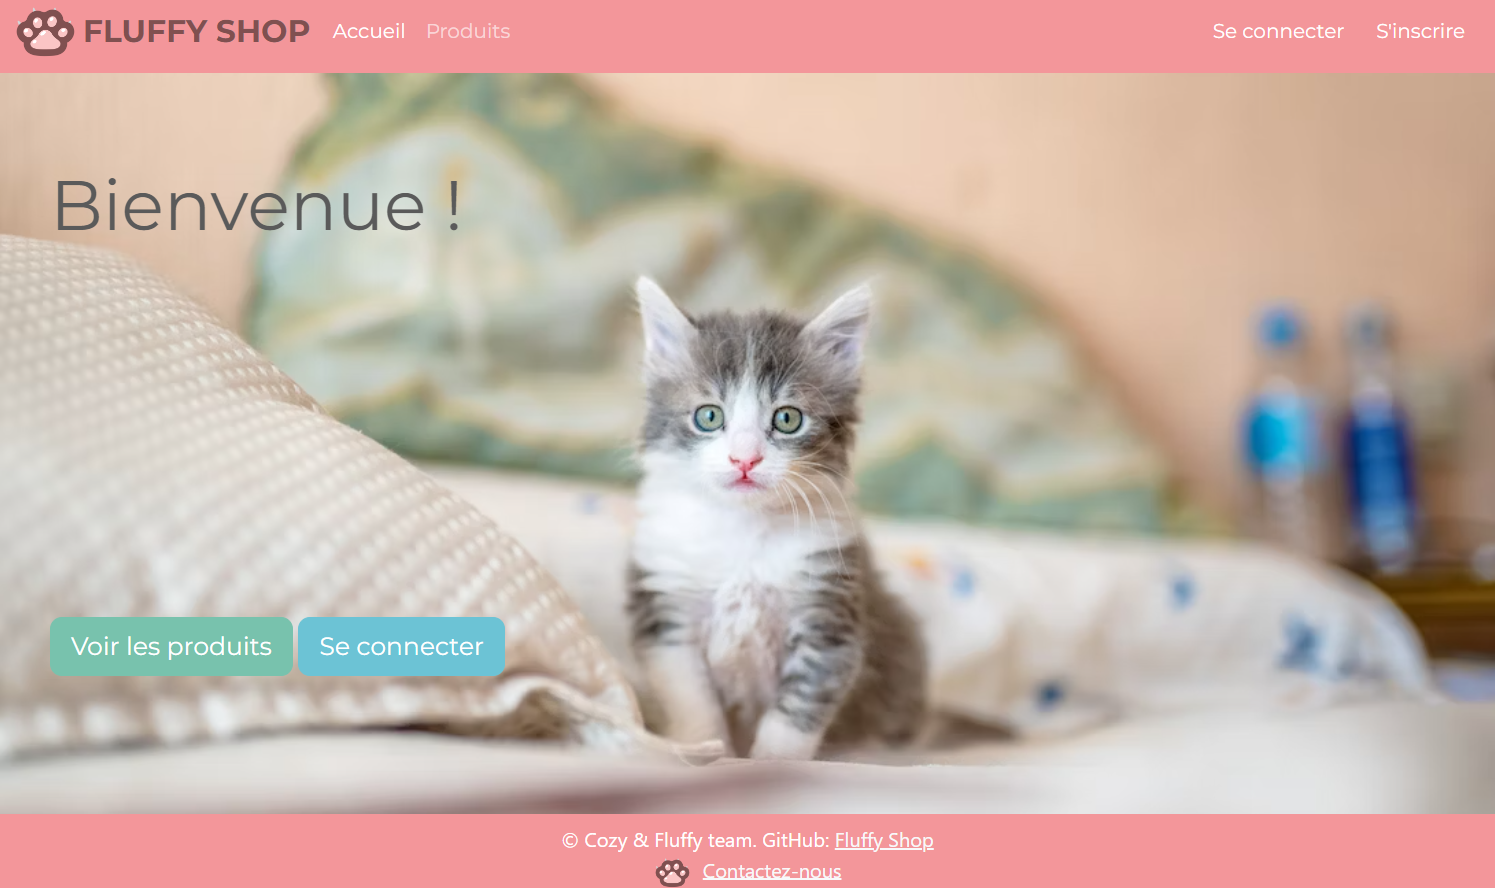 FLUFFY SHOP Accueil Produits Se connecter S'inscrire
Bienvenue !
Voir les produits Se connecter
© Cozy & Fluffy team. GitHub: Fluffy Shop
Contactez-nous